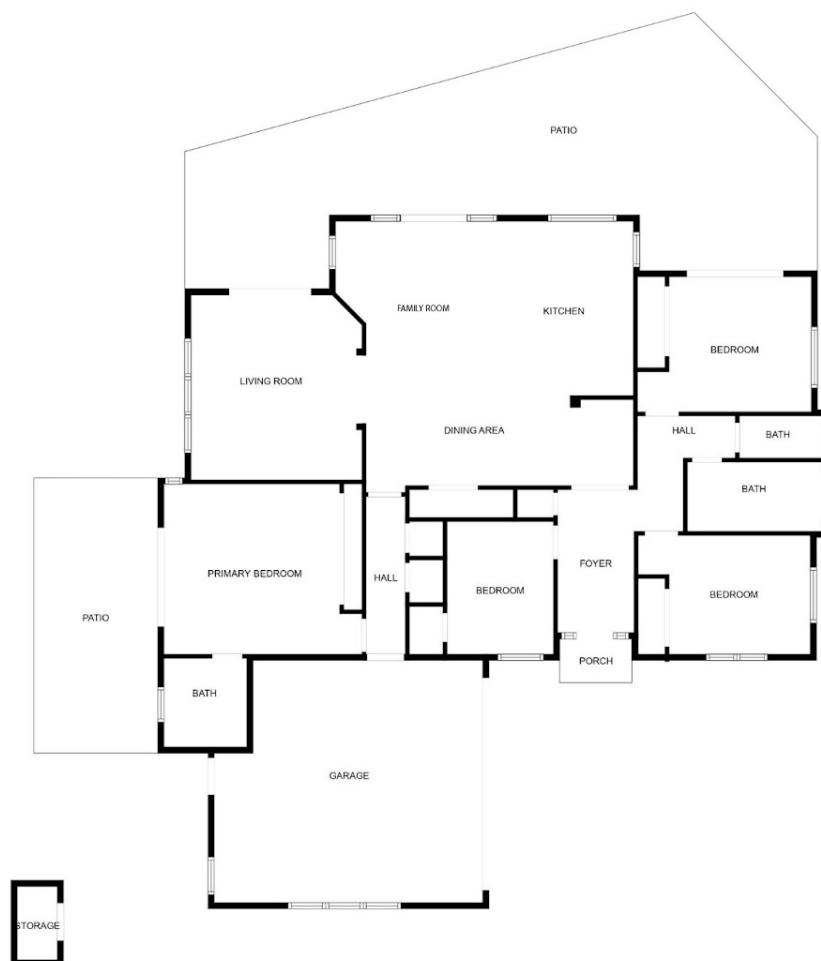 PATIO
FAMILY ROOM
KITCHEN
BEDROOM
LIVING ROOM
DINING AREA
HALL
BATH
BATH
PRIMARY BEDROOM
HALL
BEDROOM
FOYER
BEDROOM
PATIO
PORCH
BATH
GARAGE
STORAGE